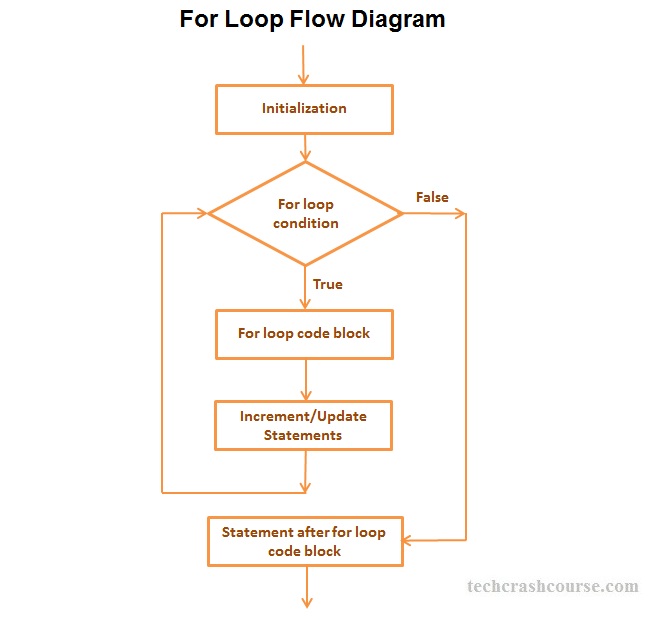 For Loop Flow Diagram
Initialization
For loop
condition
False
True
For loop code block
Increment/Update
Statements
Statement after for loop
code block
techcrashcourse.com